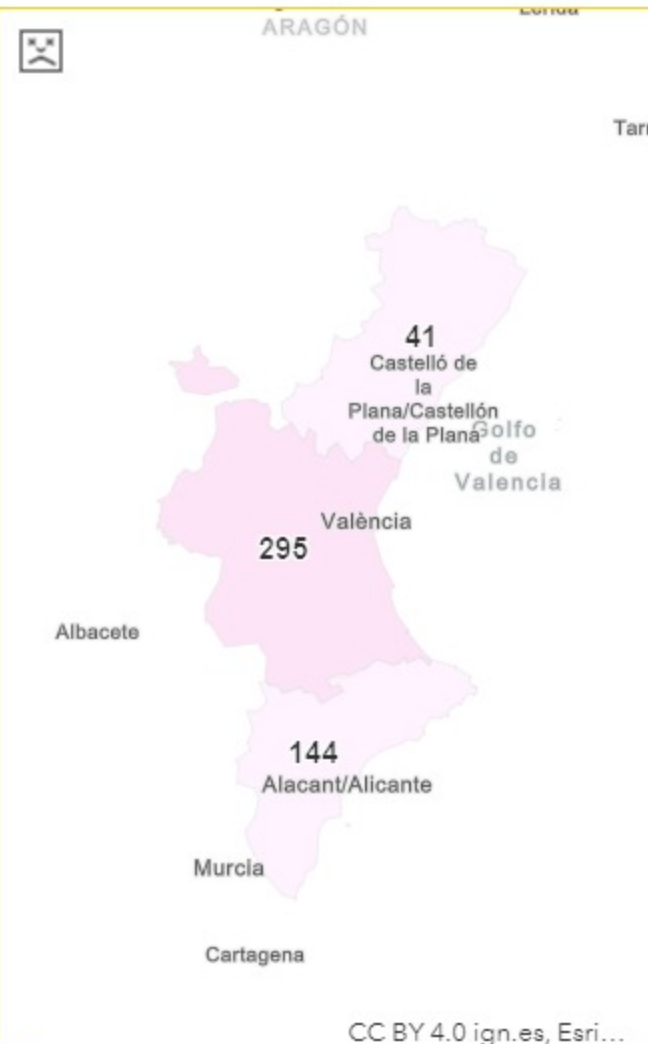 ARAGÓN
41
Castelló de
la
Plana/Castellón
de la Plana
Golfo
de
Valencia
València
295
Albacete
144
Alacant/Alicante
Murcia
Cartagena
CC BY 4.0 ign.es, Esri...